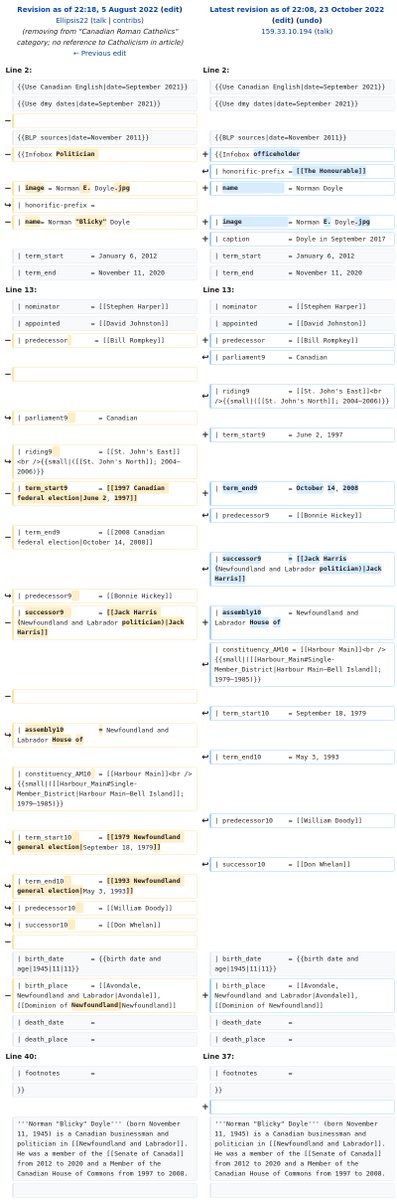 Revision as of 22:18, 5 August 2022 (edit)
Ellipsis22 (talk | contribs)
(removing from "Canadian Roman Catholics"
category; no reference to Catholicism in article)
← Previous edit
Latest revision as of 22:08, 23 October 2022
(edit) (undo)
159.33.10.194 (talk)
Line 2:
Line 2:
{{Use Canadian English|date=September 2021}}
{{Use Canadian English|date=September 2021}}
{{Use dmy dates|date=September 2021}}
{{Use dmy dates|date=September 2021}}
−
{{BLP sources|date=November 2011}}
{{BLP sources|date=November 2011}}
− {{Infobox Politician
+ {{Infobox officeholder
↩ | honorific-prefix = [[The Honourable]]
− | image = Norman E. Doyle.jpg
+ | name = Norman Doyle
↪ | honorific-prefix =
− | name= Norman "Blicky" Doyle
+ | image = Norman E. Doyle.jpg
+ | caption = Doyle in September 2017
| term_start = January 6, 2012
| term_start = January 6, 2012
| term_end = November 11, 2020
| term_end = November 11, 2020
Line 13:
Line 13:
| nominator = [[Stephen Harper]]
| nominator = [[Stephen Harper]]
| appointed = [[David Johnston]]
| appointed = [[David Johnston]]
− | predecessor = [[Bill Rompkey]]
+ | predecessor = [[Bill Rompkey]]
↩ | parliament9 = Canadian
−
↩ | riding9 = [[St. John's East]]<br
/>{{small|([[St. John's North]]; 2004–2006)}}
↪ | parliament9 = Canadian
+ | term_start9 = June 2, 1997
↪ | riding9 = [[St. John's East]]
<br />{{small|([[St. John's North]]; 2004–
2006)}}
− | term_start9 = [[1997 Canadian
federal election|June 2, 1997]]
+ | term_end9 = October 14, 2008
↩ | predecessor9 = [[Bonnie Hickey]]
− | term_end9 = [[2008 Canadian
federal election|October 14, 2008]]
↩ | successor9 = [[Jack Harris
(Newfoundland and Labrador politician)|Jack
Harris]]
↪ | predecessor9 = [[Bonnie Hickey]]
− | successor9 = [[Jack Harris
(Newfoundland and Labrador politician)|Jack
Harris]]
+ | assembly10 = Newfoundland and
Labrador House of
↩ | constituency_AM10 = [[Harbour Main]]<br />
{{small|([[Harbour_Main#Single-
Member_District|Harbour Main–Bell Island]];
1979–1985)}}
−
↩ | term_start10 = September 18, 1979
↪ | assembly10 = Newfoundland and
Labrador House of
↩ | term_end10 = May 3, 1993
↪ | constituency_AM10 = [[Harbour Main]]<br />
{{small|([[Harbour_Main#Single-
Member_District|Harbour Main–Bell Island]];
1979–1985)}}
↩ | predecessor10 = [[William Doody]]
↪ | term_start10 = [[1979 Newfoundland
general election|September 18, 1979]]
↩ | successor10 = [[Don Whelan]]
↪ | term_end10 = [[1993 Newfoundland
general election|May 3, 1993]]
↪ | predecessor10 = [[William Doody]]
↪ | successor10 = [[Don Whelan]]
−
| birth_date = {{birth date and
age|1945|11|11}}
| birth_date = {{birth date and
age|1945|11|11}}
− | birth_place = [[Avondale,
Newfoundland and Labrador|Avondale]],
[[Dominion of Newfoundland|Newfoundland]]
+ | birth_place = [[Avondale,
Newfoundland and Labrador|Avondale]],
[[Dominion of Newfoundland]]
| death_date =
| death_date =
| death_place =
| death_place =
Line 40:
Line 37:
| footnotes =
| footnotes =
}}
}}
+
'''Norman "Blicky" Doyle''' (born November
11, 1945) is a Canadian businessman and
politician in [[Newfoundland and Labrador]].
He was a member of the [[Senate of Canada]]
from 2012 to 2020 and a Member of the
Canadian House of Commons from 1997 to 2008.
'''Norman "Blicky" Doyle''' (born November
11, 1945) is a Canadian businessman and
politician in [[Newfoundland and Labrador]].
He was a member of the [[Senate of Canada]]
from 2012 to 2020 and a Member of the
Canadian House of Commons from 1997 to 2008.